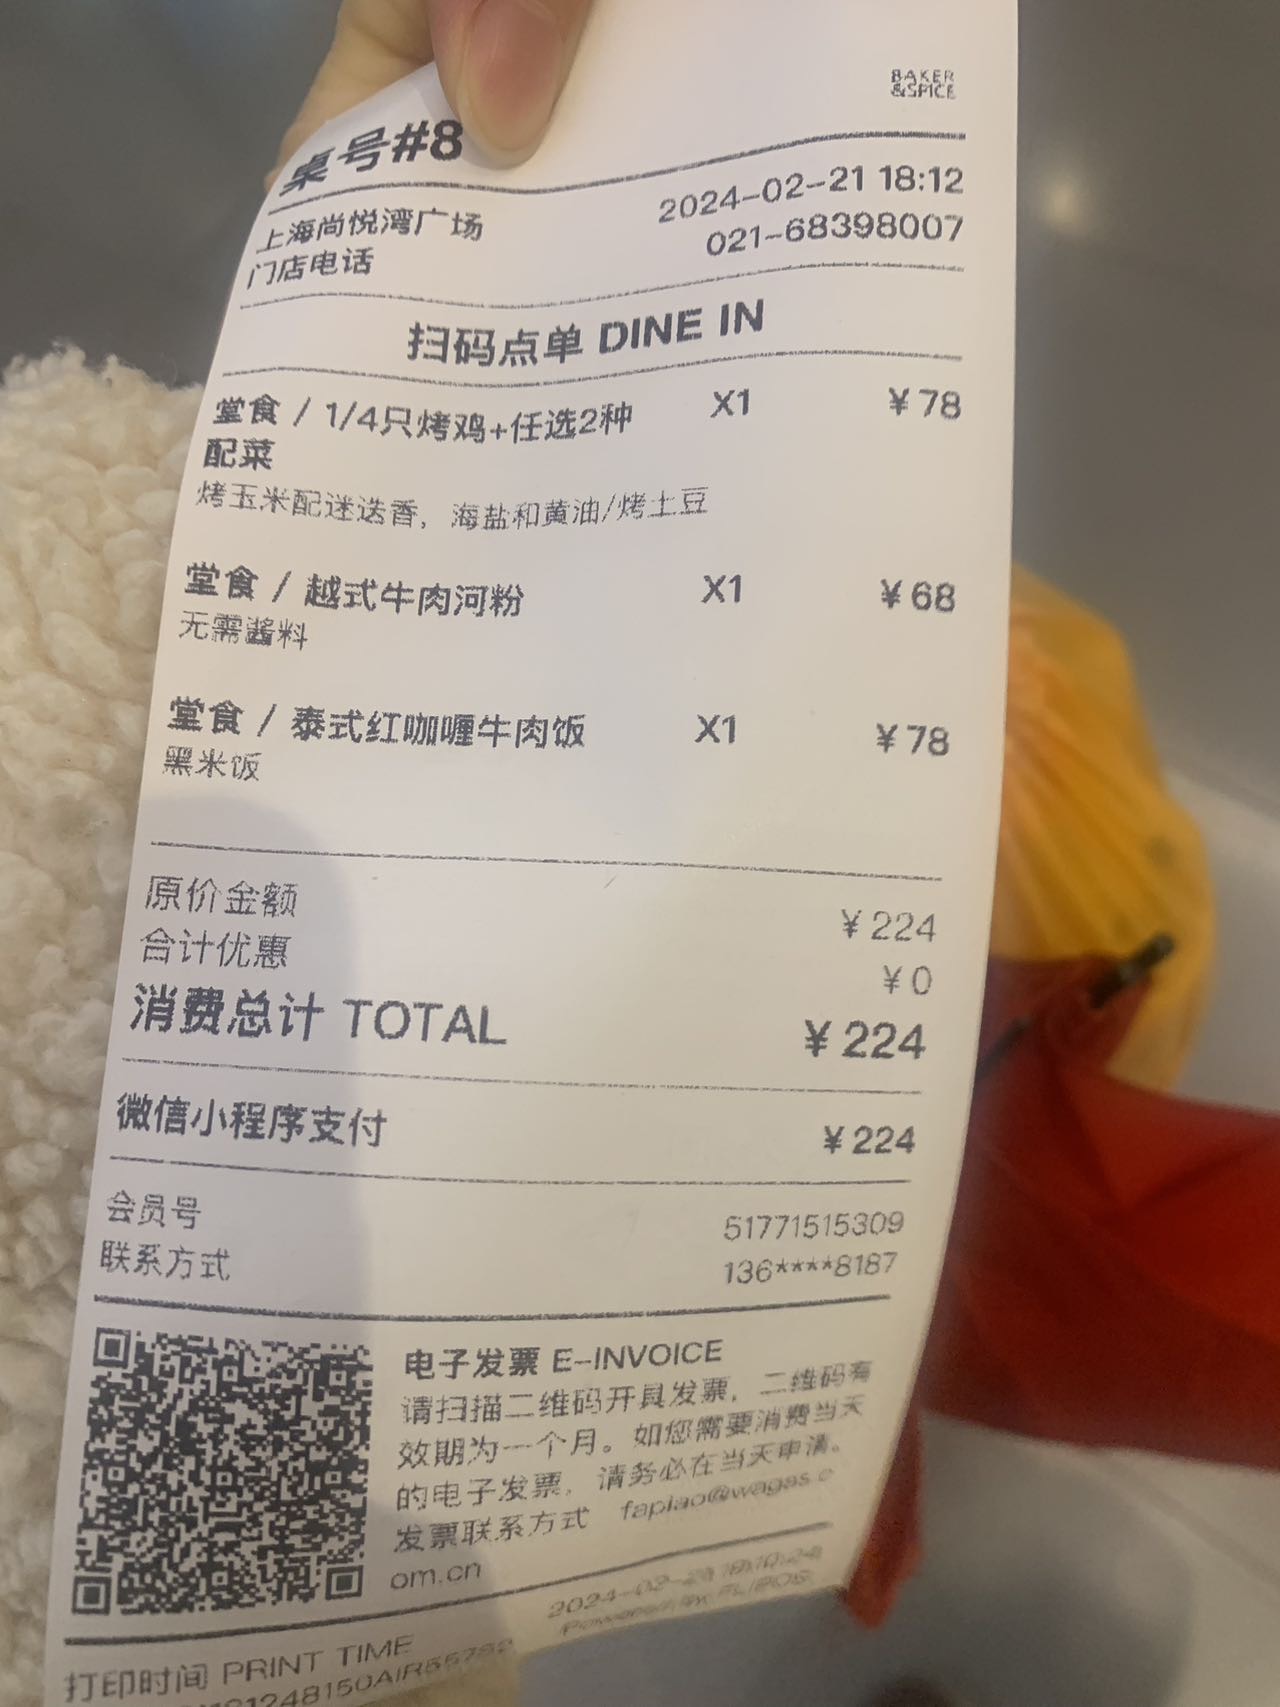 BAKER
&SPICE
桌号#8
上海尚悦湾广场 2024-02-21 18:12
门店电话 021-68398007
扫码点单 DINE IN
堂食 / 1/4只烤鸡+任选2种 X1 ¥78
配菜
烤玉米配迷迭香，海盐和黄油/烤土豆
堂食 / 越式牛肉河粉 X1 ¥68
无需酱料
堂食 / 泰式红咖喱牛肉饭 X1 ¥78
黑米饭
原价金额 ¥224
合计优惠 ¥0
消费总计 TOTAL ¥224
微信小程序支付 ¥224
会员号 51771515309
联系方式 136****8187
电子发票 E-INVOICE
请扫描二维码开具发票，二维码有
效期为一个月。如您需要消费当天
的电子发票，请务必在当天申请。
发票联系方式 fapiao@wagas.c
om.cn
打印时间 PRINT TIME